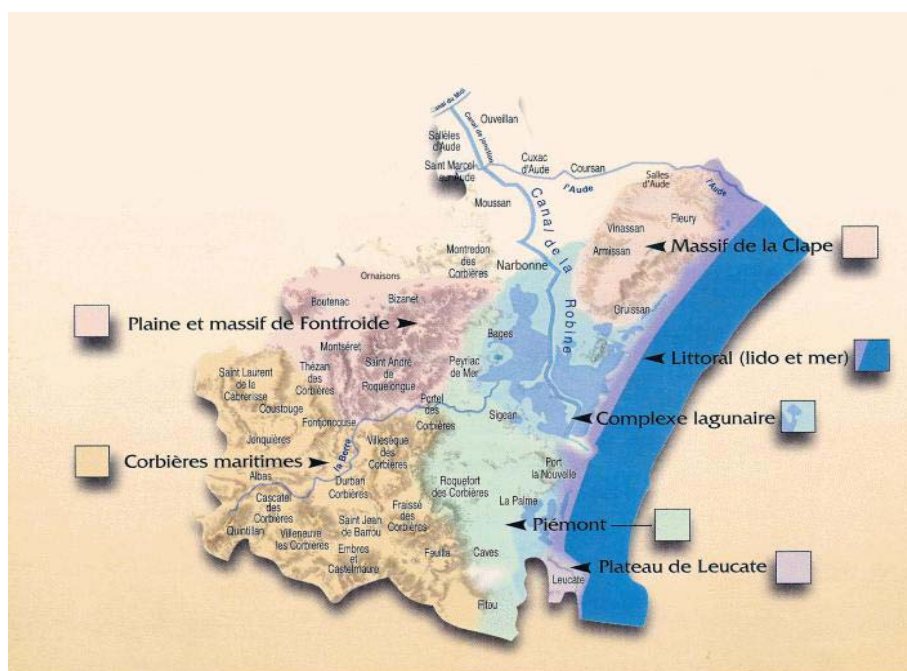 Canal du Midi
Ouveillan
Canal de jonction
Sallèles
d'Aude
Cuxac
d'Aude
Coursan
Saint Marcel
sur Aude
Salles
d'Aude
l'Aude
l'Aude
Moussan
Canal de la
Robine
Fleury
Vinassan
Armissan
Massif de la Clape
Montredon
des
Corbières
Narbonne
Ornaisons
Boutenac
Bizanet
Gruissan
Plaine et massif de Fontfroide
Bages
Montséret
Littoral (lido et mer)
Saint André
de
Roquelongue
Peyriac
de Mer
Thézan
des
Corbières
Saint Laurent
de la
Cabrerisse
Coustouge
Portel
des
Corbières
Sigean
Complexe lagunaire
Fontjoncouse
Jonquières
Villesèque
des
Corbières
la Berre
Corbières maritimes
Port
la Nouvelle
Albas
Durban
Corbières
Roquefort
des Corbières
Cascatel
des
Corbières
La Palme
Fraissé
des
Corbières
Quintillan
Villeneuve
les Corbières
Saint Jean
de Barrou
Piémont
Embres
et
Castelmaure
Feuilla
Caves
Plateau de Leucate
Leucate
Fitou